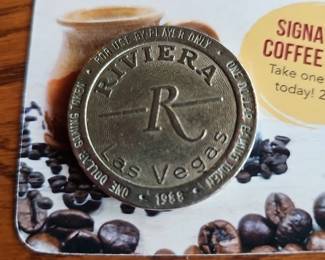 • FOR USE BY PLAYER ONLY •
ONE DOLLAR GAMING TOKEN
RIVIERA
R
Las Vegas
ONE DOLLAR GAMING TOKEN
• 1988 •
SIGNA
COFFEE
Take one
today! 2